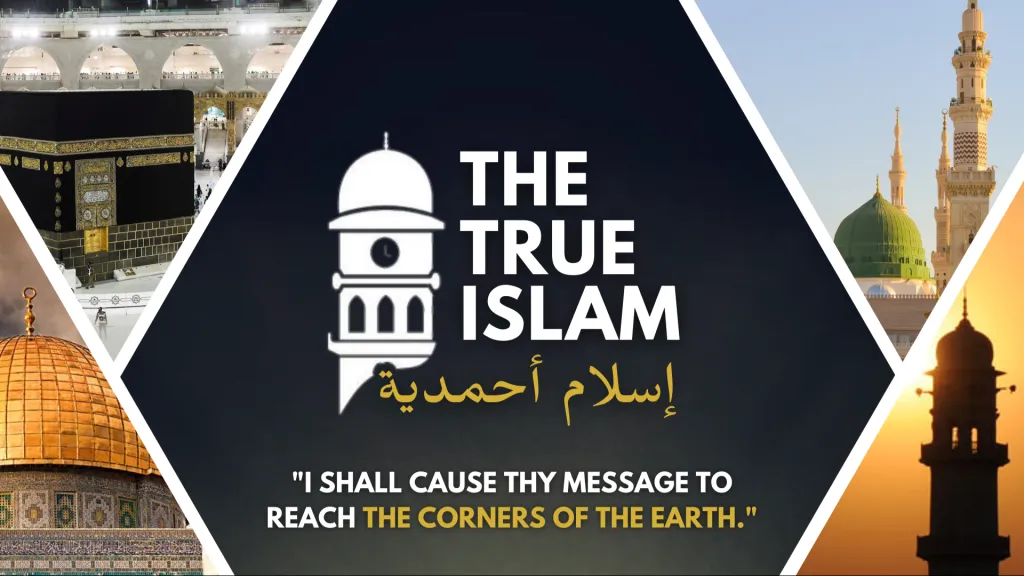 THE
TRUE
ISLAM
إسلام أحمدية
"I SHALL CAUSE THY MESSAGE TO
REACH THE CORNERS OF THE EARTH."